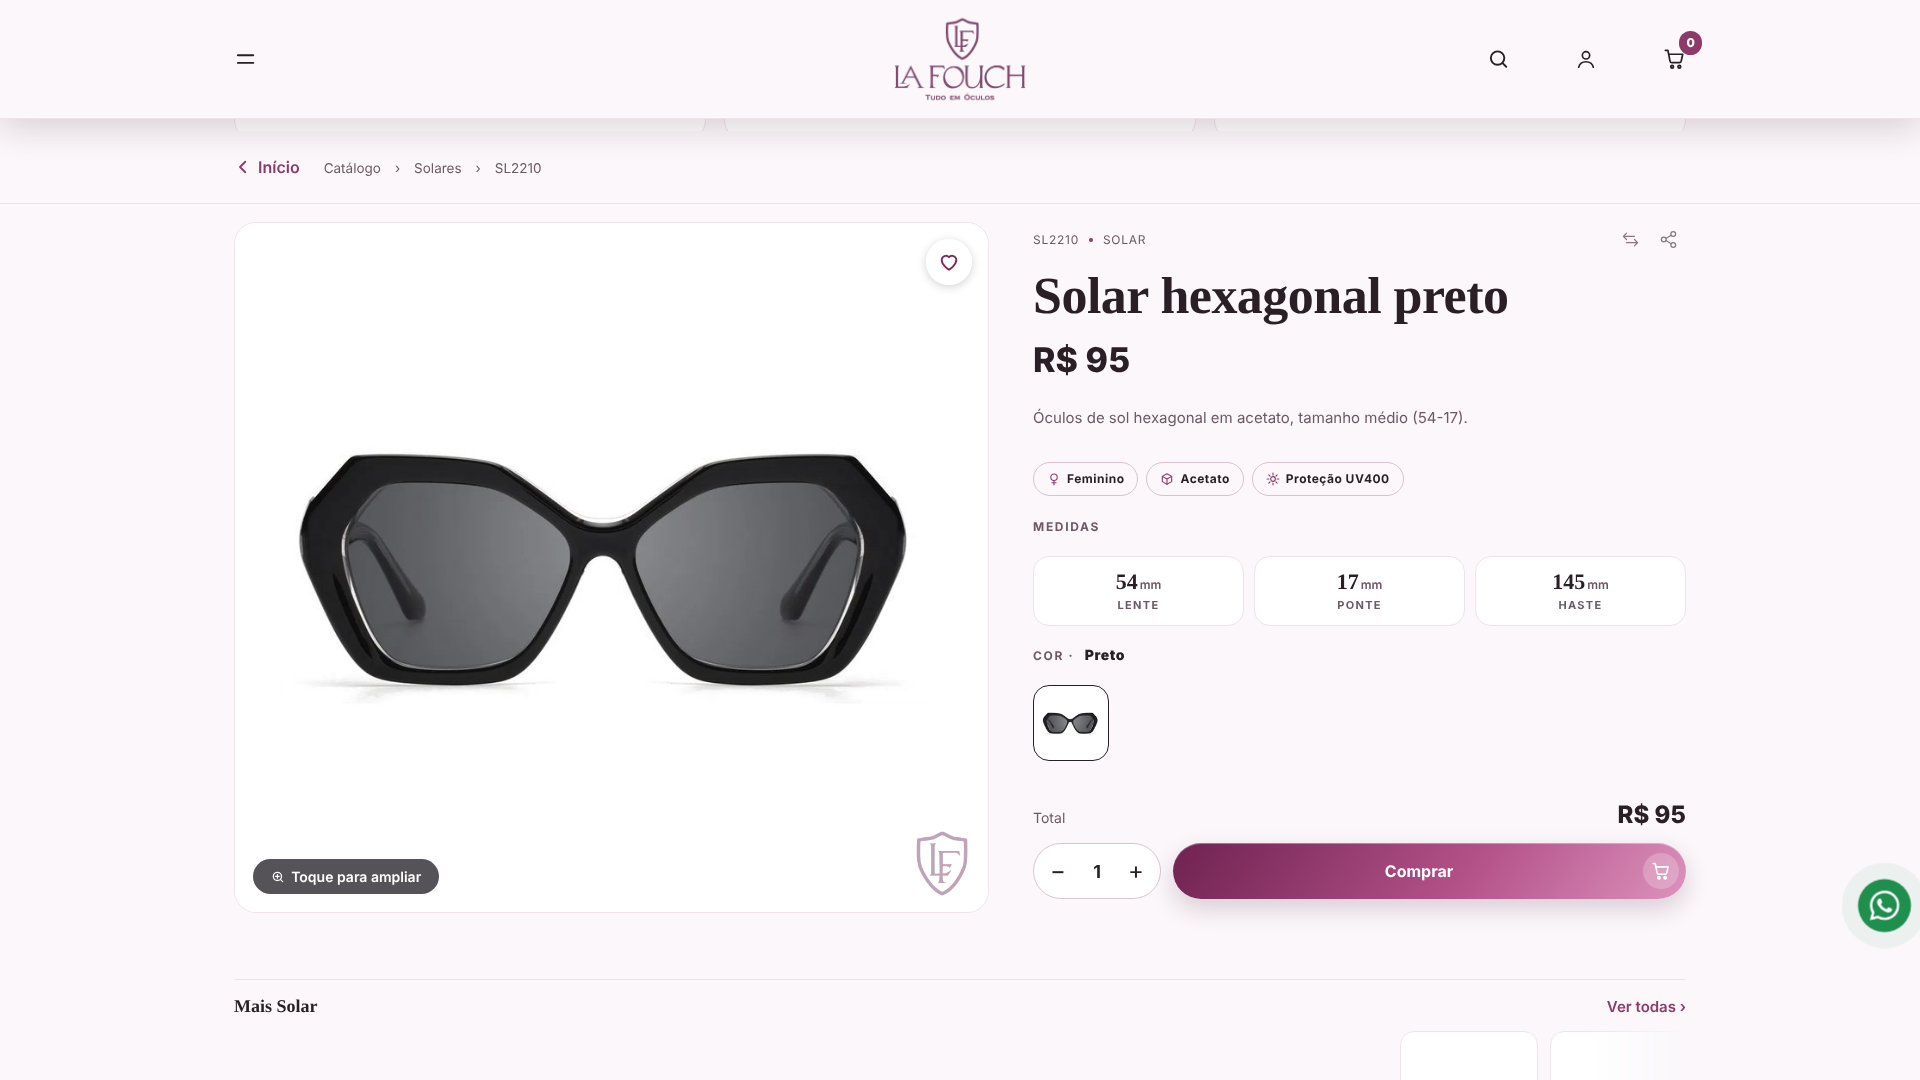 LF
LA FOUCH
TUDO EM ÓCULOS
0
Início
Catálogo › Solares › SL2210
SL2210 • SOLAR
Solar hexagonal preto
R$ 95
Óculos de sol hexagonal em acetato, tamanho médio (54-17).
Feminino
Acetato
Proteção UV400
MEDIDAS
54 mm
LENTE
17 mm
PONTE
145 mm
HASTE
COR · Preto
Total
R$ 95
− 1 +
Comprar
Toque para ampliar
LF
Mais Solar
Ver todas ›